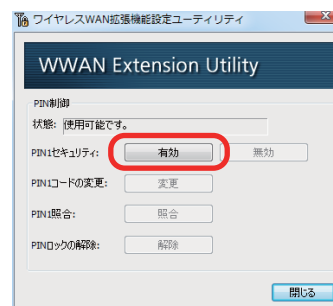 ワイヤレスWAN拡張機能設定ユーティリティ
WWAN Extension Utility
PIN制御
状態: 使用可能です。
PIN1セキュリティ: 有効 無効
PIN1コードの変更: 変更
PIN1照合: 照合
PINロックの解除: 解除
閉じる